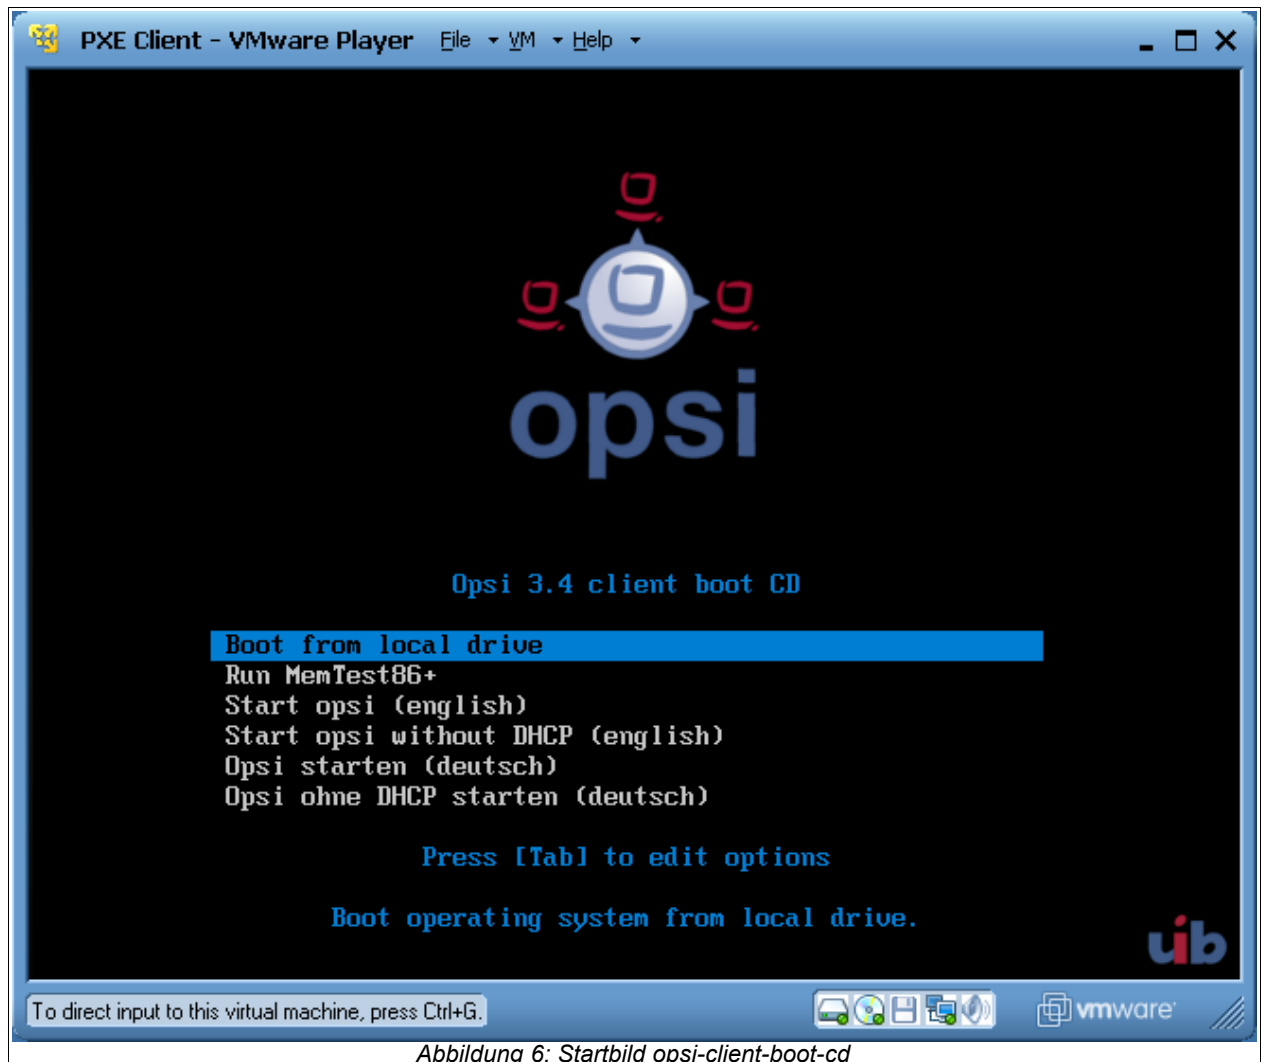 PXE Client - VMware Player File VM Help
opsi
Opsi 3.4 client boot CD
Boot from local drive
Run MemTest86+
Start opsi (english)
Start opsi without DHCP (english)
Opsi starten (deutsch)
Opsi ohne DHCP starten (deutsch)
Press [Tab] to edit options
Boot operating system from local drive.
uib
To direct input to this virtual machine, press Ctrl+G.
vmware
Abbildung 6: Startbild opsi-client-boot-cd